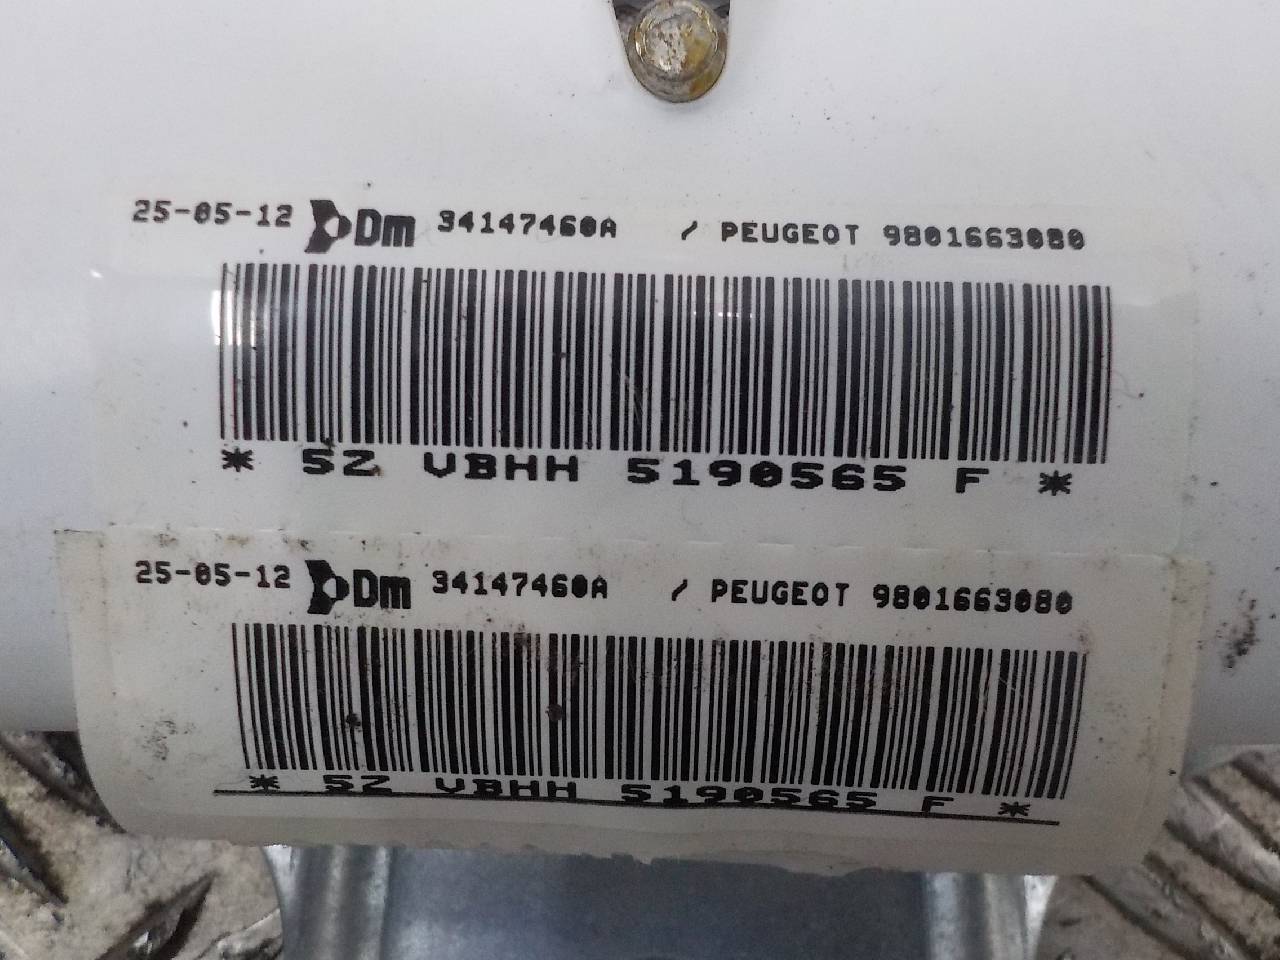 25-05-12 Dm 34147460A / PEUGEOT 9801663080
* 5Z VBHH 5190565 F *
25-05-12 Dm 34147460A / PEUGEOT 9801663080
* 5Z VBHH 5190565 F *